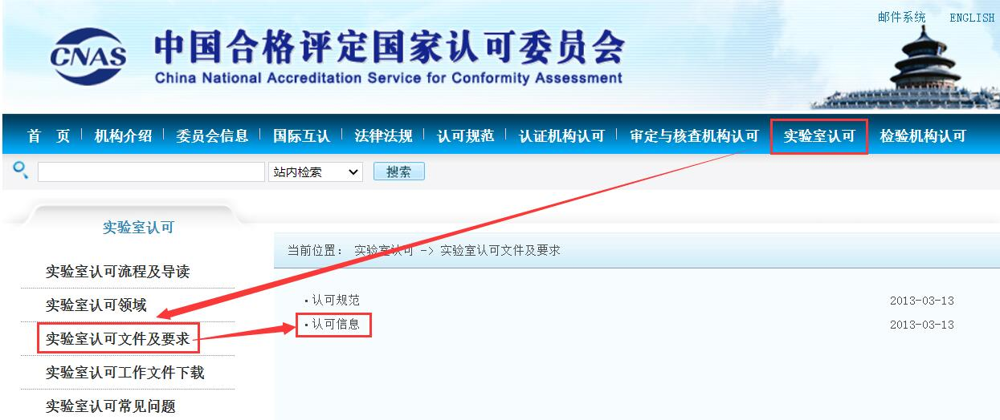 邮件系统 ENGLISH
CNAS 中国合格评定国家认可委员会
China National Accreditation Service for Conformity Assessment
首 页 机构介绍 委员会信息 国际互认 法律法规 认可规范 认证机构认可 审定与核查机构认可 实验室认可 检验机构认可
站内检索 搜索
实验室认可
当前位置： 实验室认可 -> 实验室认可文件及要求
实验室认可流程及导读
实验室认可领域
实验室认可文件及要求
实验室认可工作文件下载
实验室认可常见问题
·认可规范 2013-03-13
·认可信息 2013-03-13